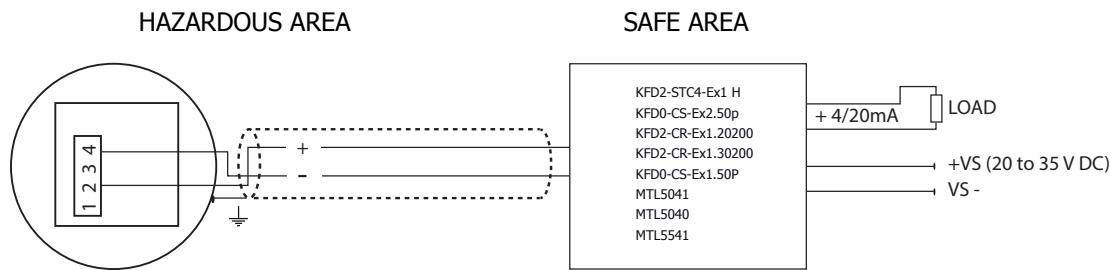 HAZARDOUS AREA
SAFE AREA
1 2 3 4
+
-
KFD2-STC4-Ex1 H
KFD0-CS-Ex2.50p
KFD2-CR-Ex1.20200
KFD2-CR-Ex1.30200
KFD0-CS-Ex1.50P
MTL5041
MTL5040
MTL5541
+ 4/20mA
LOAD
+VS (20 to 35 V DC)
VS -